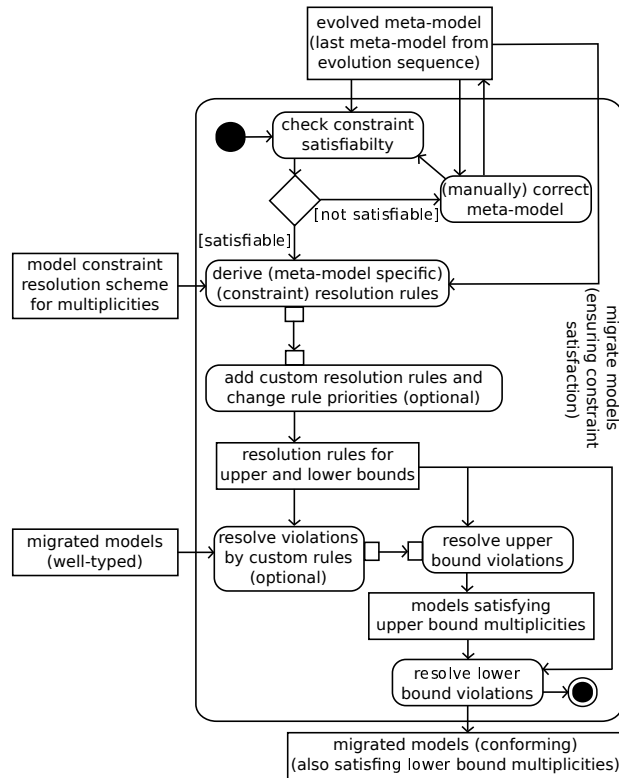 evolved meta-model
(last meta-model from
evolution sequence)
check constraint
satisfiabilty
(manually) correct
meta-model
[not satisfiable]
[satisfiable]
model constraint
resolution scheme
for multiplicities
derive (meta-model specific)
(constraint) resolution rules
migrate models
(ensuring constraint
satisfaction)
add custom resolution rules and
change rule priorities (optional)
resolution rules for
upper and lower bounds
migrated models
(well-typed)
resolve violations
by custom rules
(optional)
resolve upper
bound violations
models satisfying
upper bound multiplicities
resolve lower
bound violations
migrated models (conforming)
(also satisfing lower bound multiplicities)